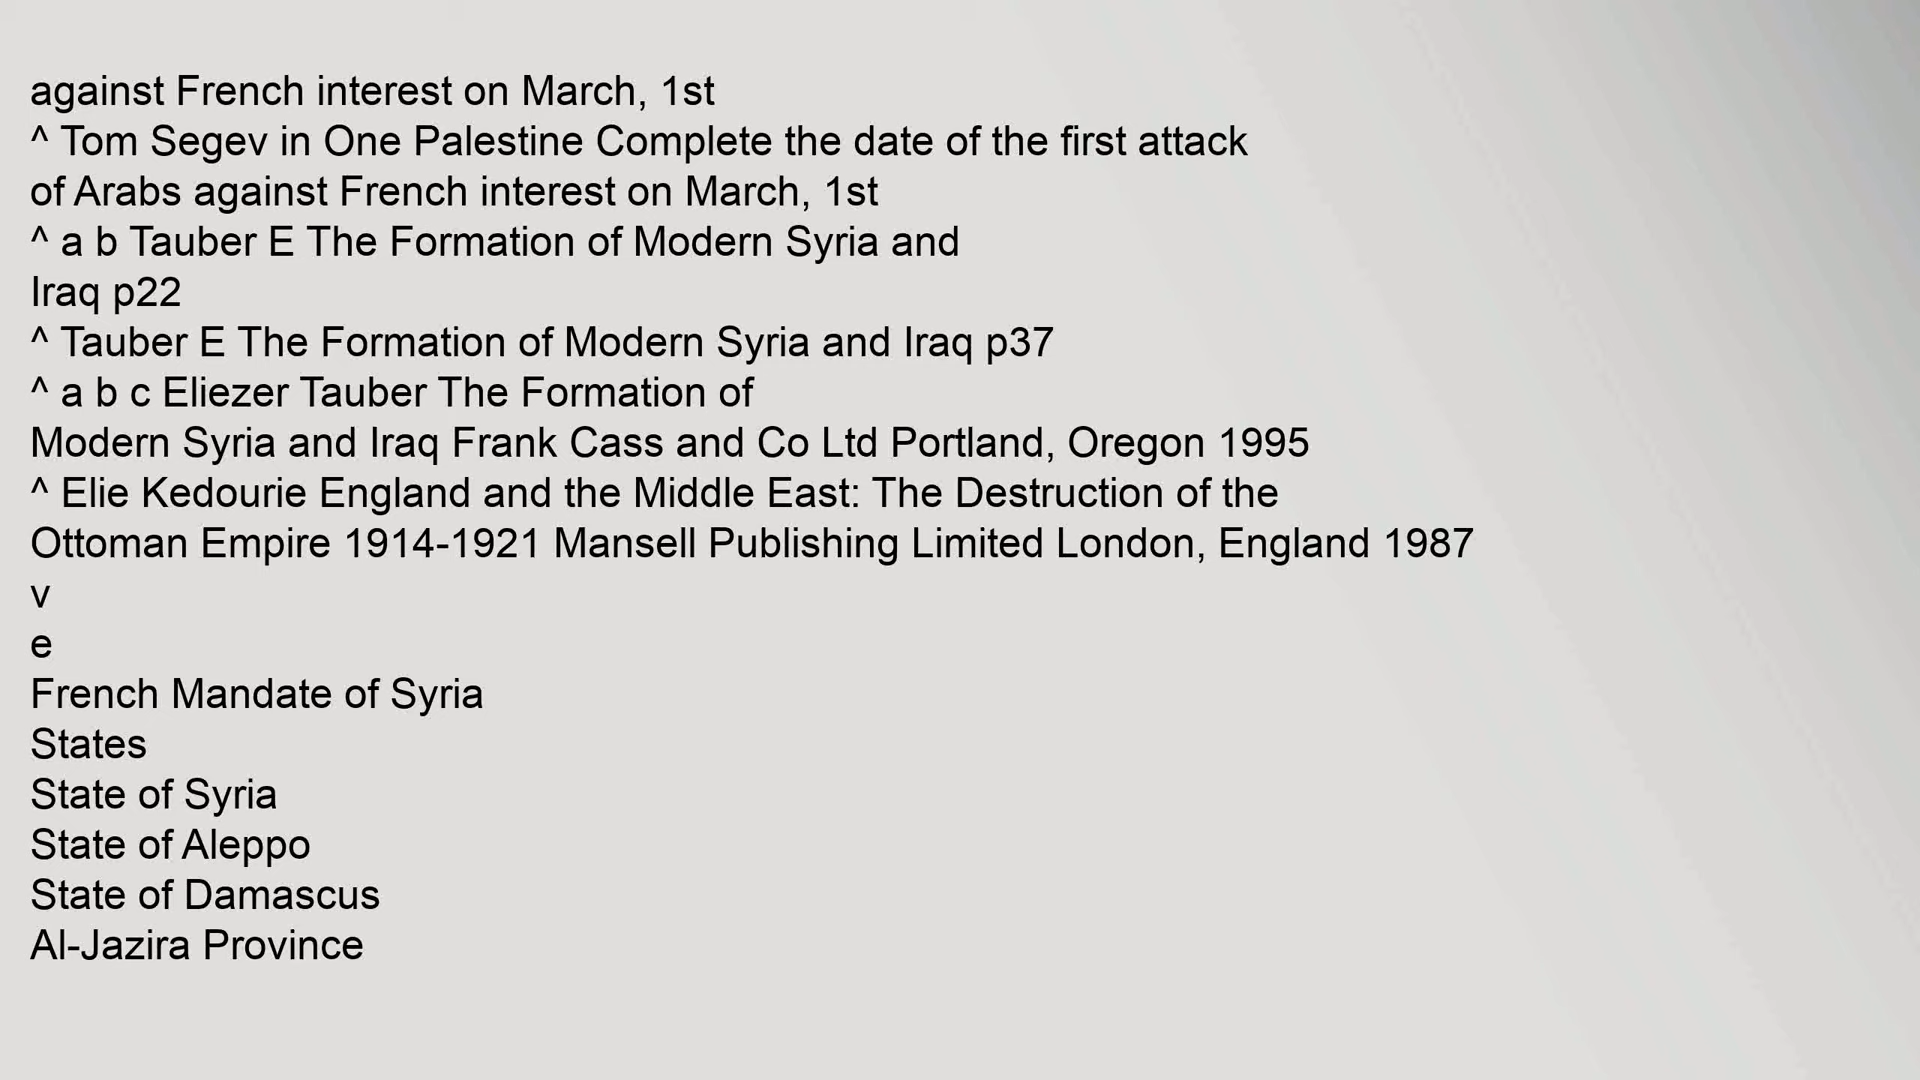 against French interest on March, 1st
^ Tom Segev in One Palestine Complete the date of the first attack
of Arabs against French interest on March, 1st
^ a b Tauber E The Formation of Modern Syria and
Iraq p22
^ Tauber E The Formation of Modern Syria and Iraq p37
^ a b c Eliezer Tauber The Formation of
Modern Syria and Iraq Frank Cass and Co Ltd Portland, Oregon 1995
^ Elie Kedourie England and the Middle East: The Destruction of the
Ottoman Empire 1914-1921 Mansell Publishing Limited London, England 1987
v
e
French Mandate of Syria
States
State of Syria
State of Aleppo
State of Damascus
Al-Jazira Province